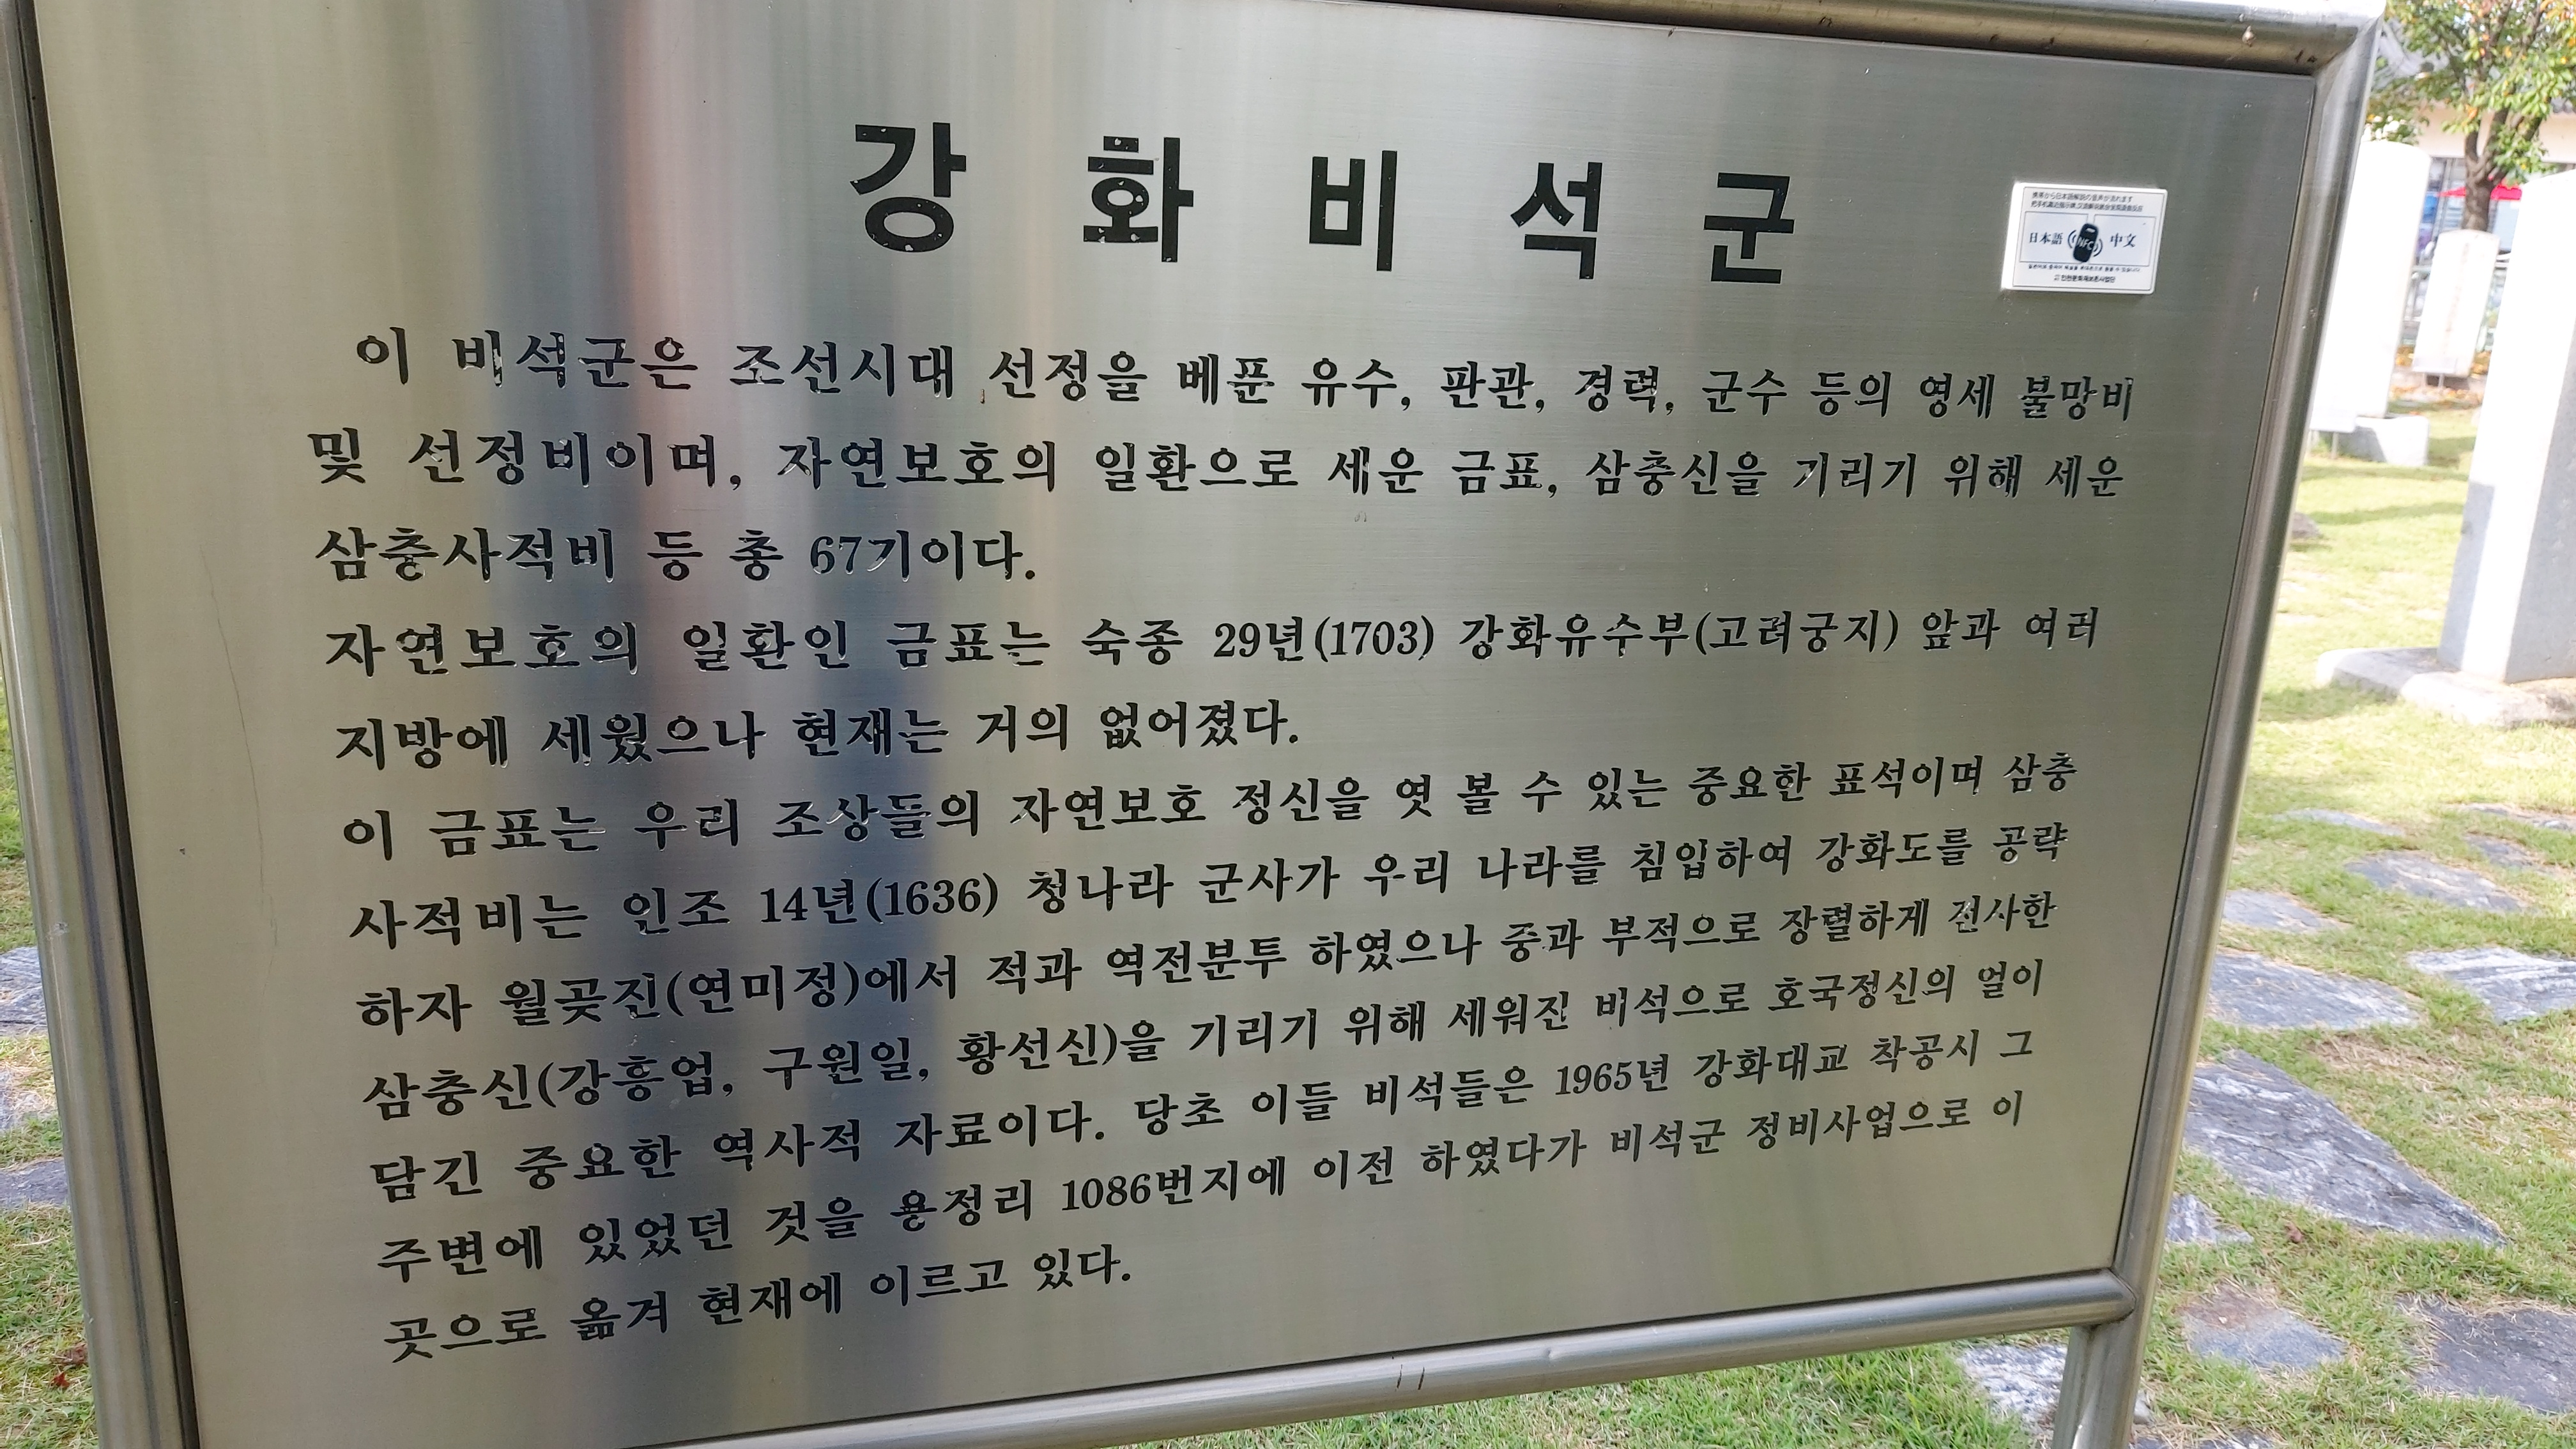 강화비석군
日本語 NFC 中文
이 비석군은 조선시대 선정을 베푼 유수, 판관, 경력, 군수 등의 영세 불망비
및 선정비이며, 자연보호의 일환으로 세운 금표, 삼충신을 기리기 위해 세운
삼충사적비 등 총 67기이다.
자연보호의 일환인 금표는 숙종 29년(1703) 강화유수부(고려궁지) 앞과 여러
지방에 세웠으나 현재는 거의 없어졌다.
이 금표는 우리 조상들의 자연보호 정신을 엿 볼 수 있는 중요한 표석이며 삼충
사적비는 인조 14년(1636) 청나라 군사가 우리 나라를 침입하여 강화도를 공략
하자 월곶진(연미정)에서 적과 역전분투 하였으나 중과 부적으로 장렬하게 전사한
삼충신(강흥업, 구원일, 황선신)을 기리기 위해 세워진 비석으로 호국정신의 얼이
담긴 중요한 역사적 자료이다. 당초 이들 비석들은 1965년 강화대교 착공시 그
주변에 있었던 것을 용정리 1086번지에 이전 하였다가 비석군 정비사업으로 이
곳으로 옮겨 현재에 이르고 있다.